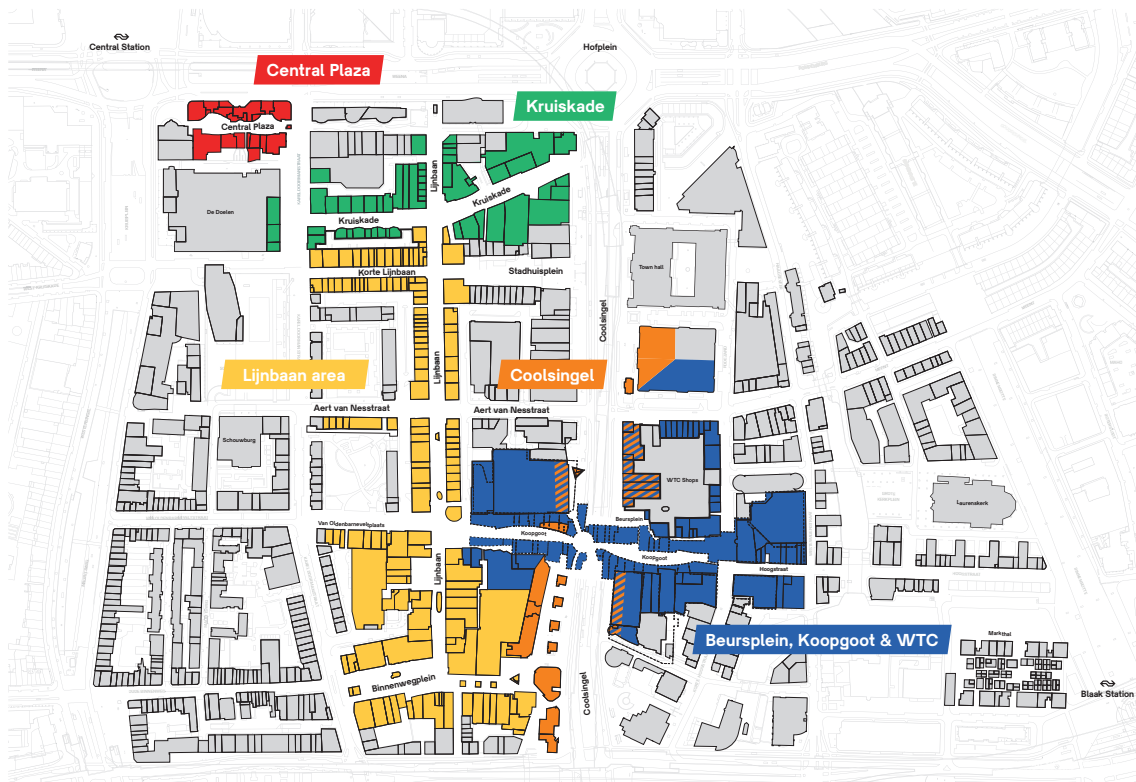 Central Station
Hofplein
Central Plaza
Kruiskade
Central Plaza
Lijnbaan
Kruiskade
De Doelen
Kruiskade
Korte Lijnbaan
Stadhuisplein
Town hall
Coolsingel
Lijnbaan area
Lijnbaan
Coolsingel
Aert van Nesstraat
Aert van Nesstraat
Schouwburg
WTC Shops
Laurenskerk
Van Oldenbarneveltplaats
Koopgoot
Beursplein
Koopgoot
Hoogstraat
Lijnbaan
Beursplein, Koopgoot & WTC
Markthal
Binnenwegplein
Coolsingel
Blaak Station